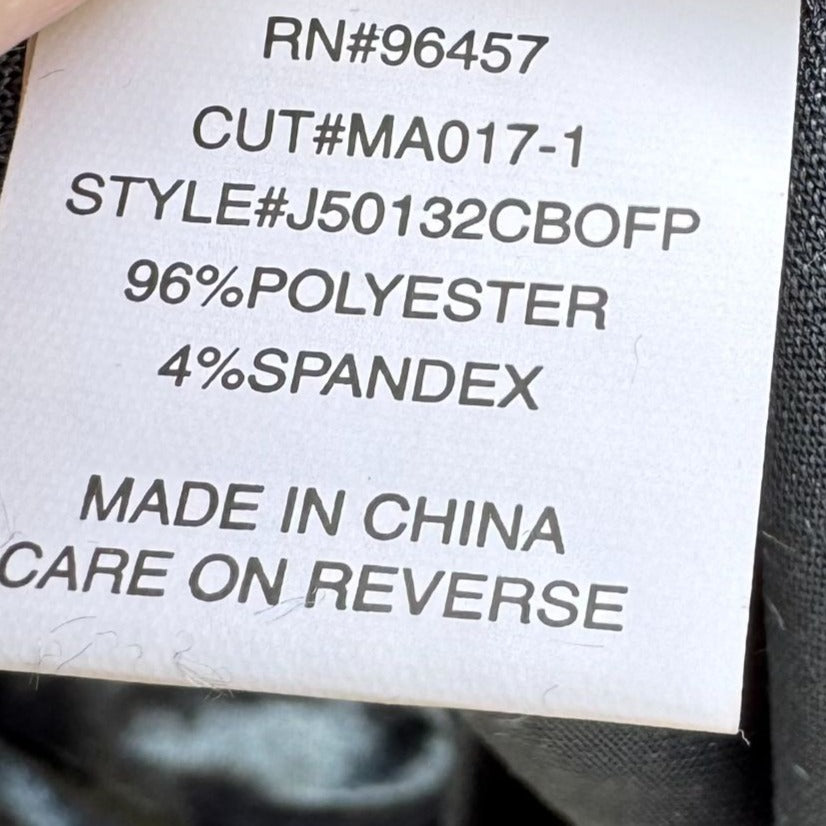 RN#96457
CUT#MA017-1
STYLE#J50132CBOFP
96%POLYESTER
4%SPANDEX
MADE IN CHINA
CARE ON REVERSE